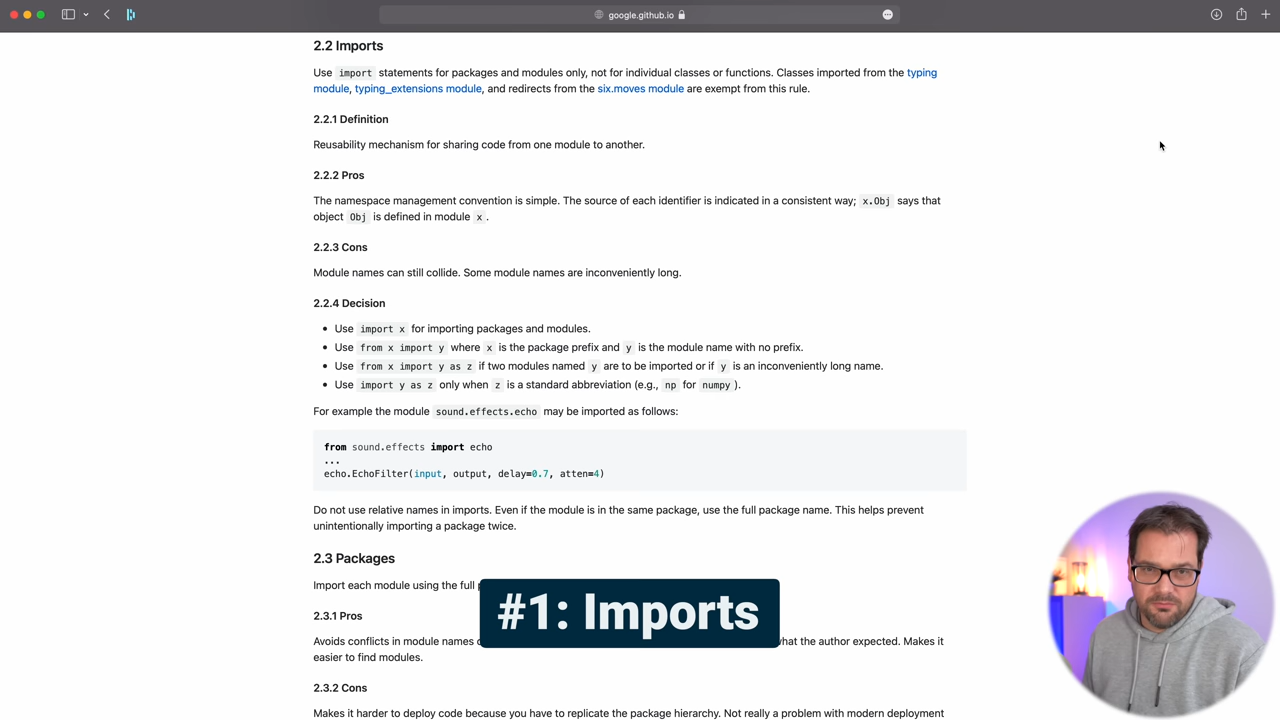 google.github.io
2.2 Imports
Use import statements for packages and modules only, not for individual classes or functions. Classes imported from the typing
module, typing_extensions module, and redirects from the six.moves module are exempt from this rule.
2.2.1 Definition
Reusability mechanism for sharing code from one module to another.
2.2.2 Pros
The namespace management convention is simple. The source of each identifier is indicated in a consistent way; x.Obj says that
object Obj is defined in module x.
2.2.3 Cons
Module names can still collide. Some module names are inconveniently long.
2.2.4 Decision
• Use import x for importing packages and modules.
• Use from x import y where x is the package prefix and y is the module name with no prefix.
• Use from x import y as z if two modules named y are to be imported or if y is an inconveniently long name.
• Use import y as z only when z is a standard abbreviation (e.g., np for numpy).
For example the module sound.effects.echo may be imported as follows:
from sound.effects import echo
...
echo.EchoFilter(input, output, delay=0.7, atten=4)
Do not use relative names in imports. Even if the module is in the same package, use the full package name. This helps prevent
unintentionally importing a package twice.
2.3 Packages
Import each module using the full
#1: Imports
2.3.1 Pros
Avoids conflicts in module names what the author expected. Makes it
easier to find modules.
2.3.2 Cons
Makes it harder to deploy code because you have to replicate the package hierarchy. Not really a problem with modern deployment